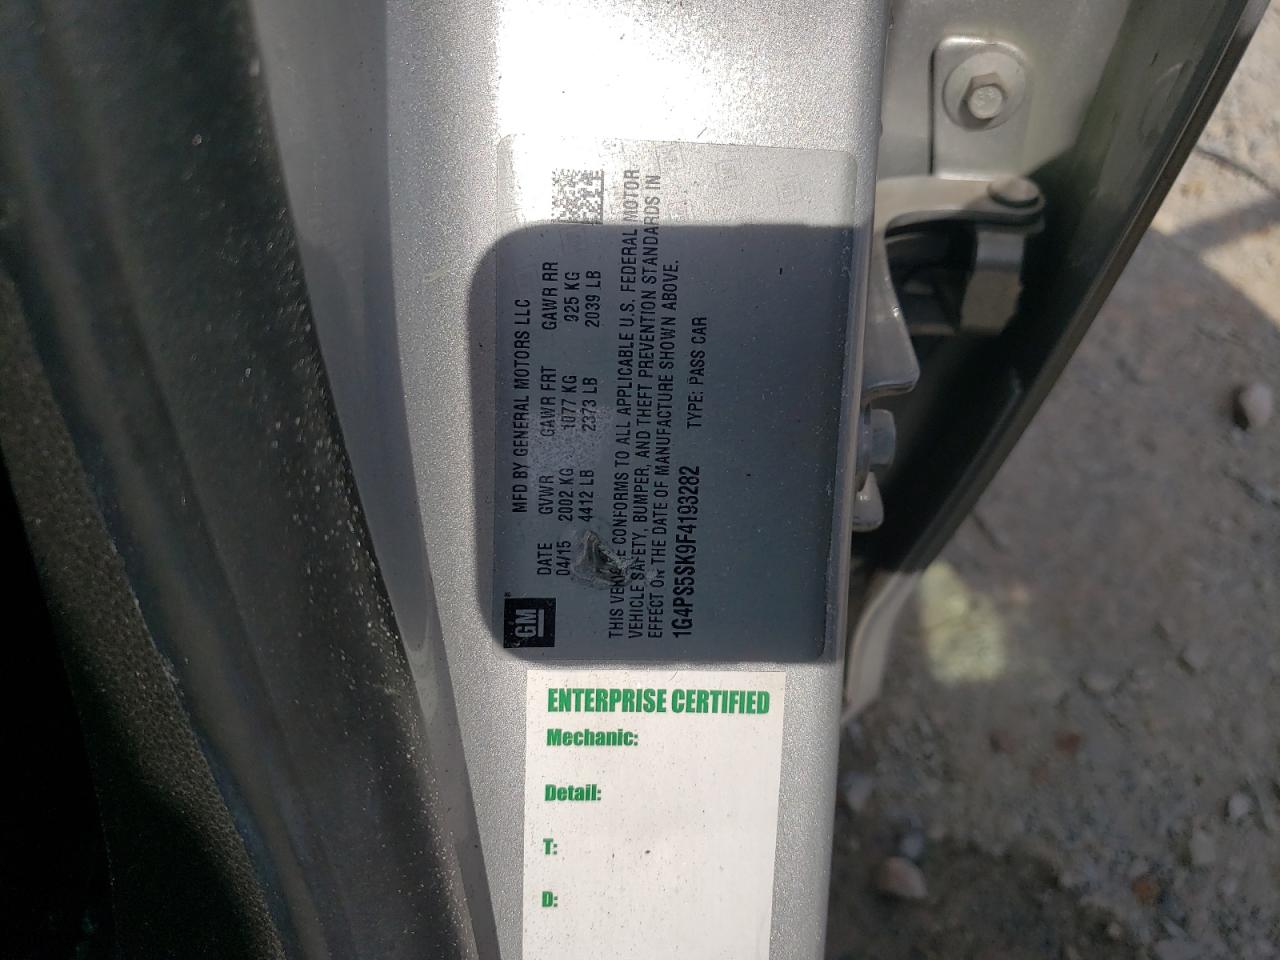 GM®
MFD BY GENERAL MOTORS LLC
DATE GVWR GAWR FRT GAWR RR
04/15 2002 KG 1077 KG 925 KG
4412 LB 2373 LB 2039 LB
THIS VEHICLE CONFORMS TO ALL APPLICABLE U.S. FEDERAL MOTOR
VEHICLE SAFETY, BUMPER, AND THEFT PREVENTION STANDARDS IN
EFFECT ON THE DATE OF MANUFACTURE SHOWN ABOVE.
1G4PS5SK9F4193282 TYPE: PASS CAR
ENTERPRISE CERTIFIED
Mechanic:
Detail:
T:
D: